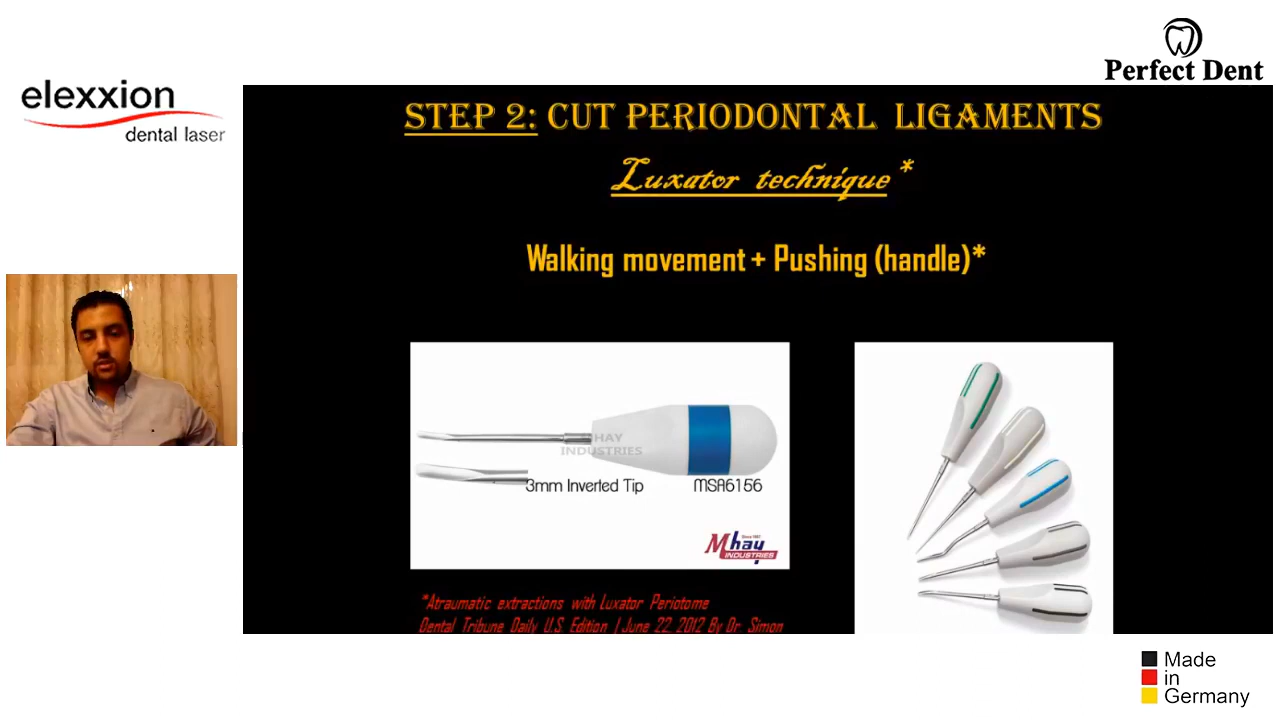 Perfect Dent
elexxion
dental laser
STEP 2: CUT PERIODONTAL LIGAMENTS
Luxator technique*
Walking movement + Pushing (handle)*
HAY
INDUSTRIES
3mm Inverted Tip MSA6156
Since 1987
Mhay
INDUSTRIES
*Atraumatic extractions with Luxator Periotome
Dental Tribune Daily U.S. Edition | June 22, 2012 By Dr. Simon
Made
in
Germany